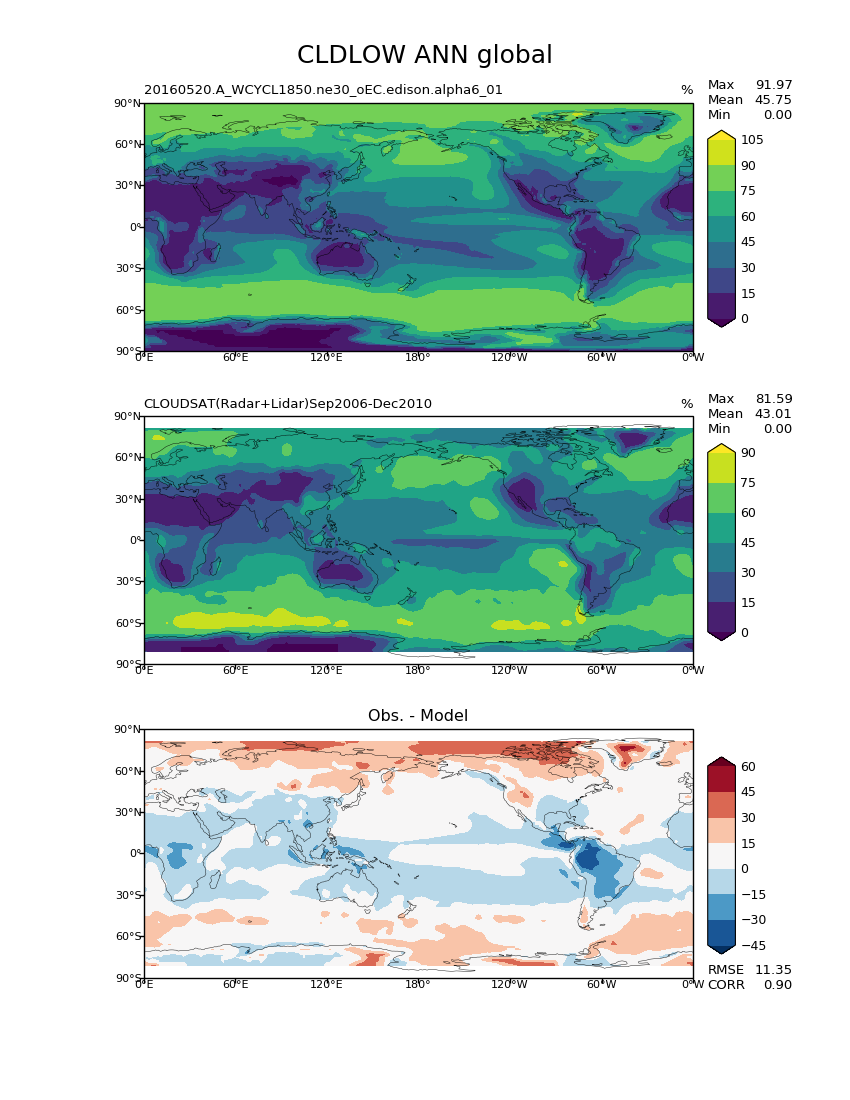 CLDLOW ANN global
20160520.A_WCYCL1850.ne30_oEC.edison.alpha6_01 %
Max 91.97
Mean 45.75
Min 0.00
90°N
60°N
30°N
0°
30°S
60°S
90°S
0°E 60°E 120°E 180° 120°W 60°W 0°W
105
90
75
60
45
30
15
0
CLOUDSAT(Radar+Lidar)Sep2006-Dec2010 %
Max 81.59
Mean 43.01
Min 0.00
90°N
60°N
30°N
0°
30°S
60°S
90°S
0°E 60°E 120°E 180° 120°W 60°W 0°W
90
75
60
45
30
15
0
Obs. - Model
90°N
60°N
30°N
0°
30°S
60°S
90°S
0°E 60°E 120°E 180° 120°W 60°W 0°W
60
45
30
15
0
−15
−30
−45
RMSE 11.35
CORR 0.90